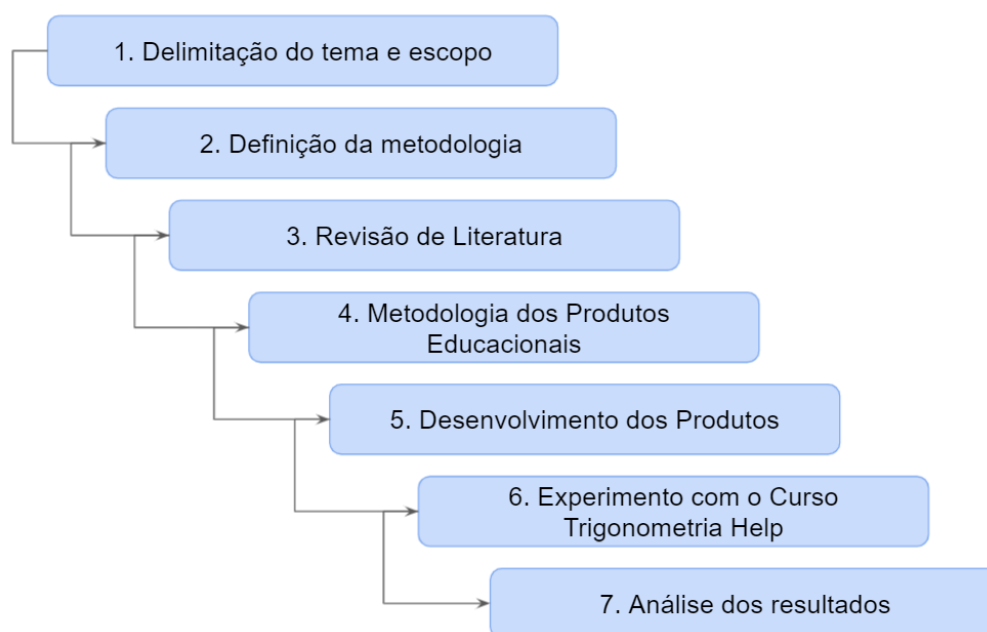 1. Delimitação do tema e escopo
2. Definição da metodologia
3. Revisão de Literatura
4. Metodologia dos Produtos
Educacionais
5. Desenvolvimento dos Produtos
6. Experimento com o Curso
Trigonometria Help
7. Análise dos resultados